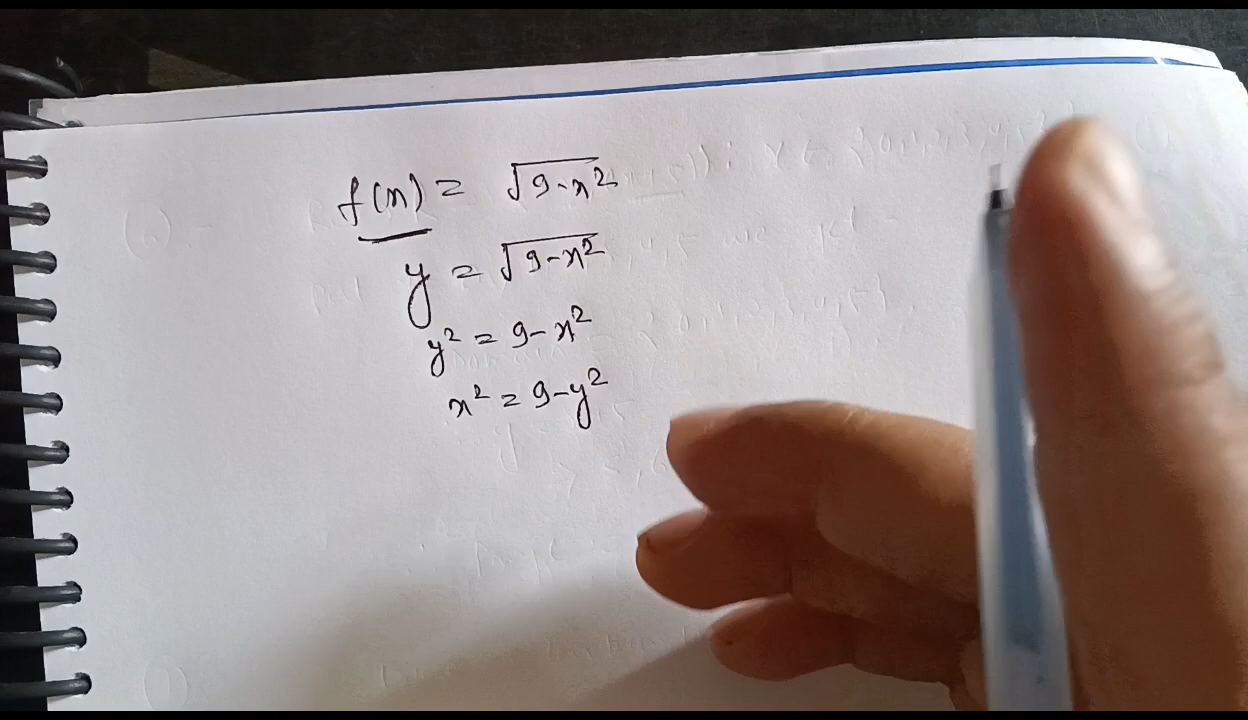 f(x) = √9-x²
y = √9-x²
y² = 9-x²
x² = 9-y²